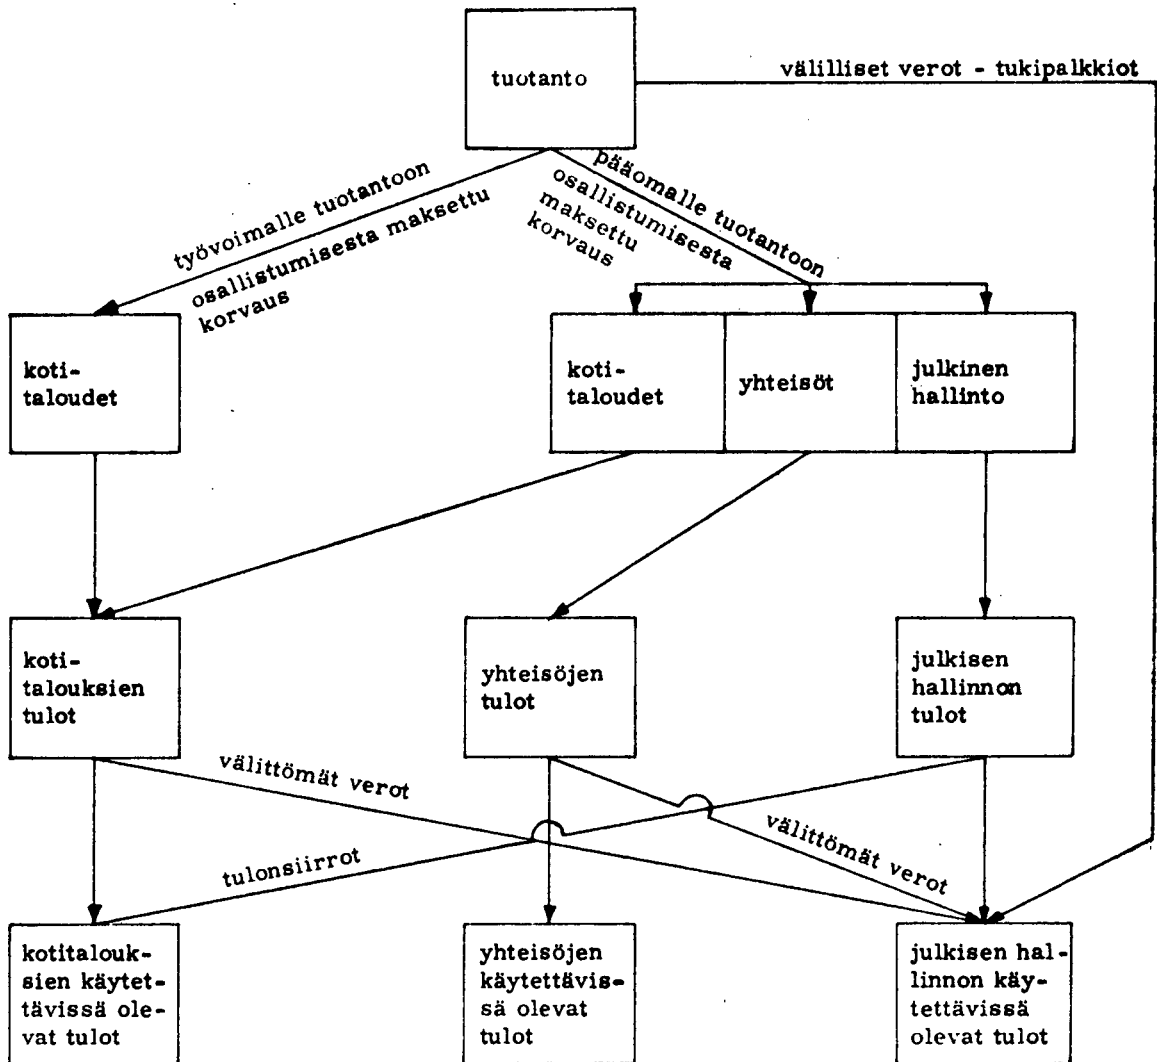 tuotanto
välilliset verot - tukipalkkiot
työvoimalle tuotantoon
osallistumisesta maksettu
korvaus
pääomalle tuotantoon
osallistumisesta
maksettu
korvaus
koti-
taloudet
koti-
taloudet
yhteisöt
julkinen
hallinto
koti-
talouksien
tulot
yhteisöjen
tulot
julkisen
hallinnon
tulot
välittömät verot
tulonsiirrot
välittömät verot
kotitalouk-
sien käytet-
tävissä ole-
vat tulot
yhteisöjen
käytettävis-
sä olevat
tulot
julkisen hal-
linnon käy-
tettävissä
olevat tulot